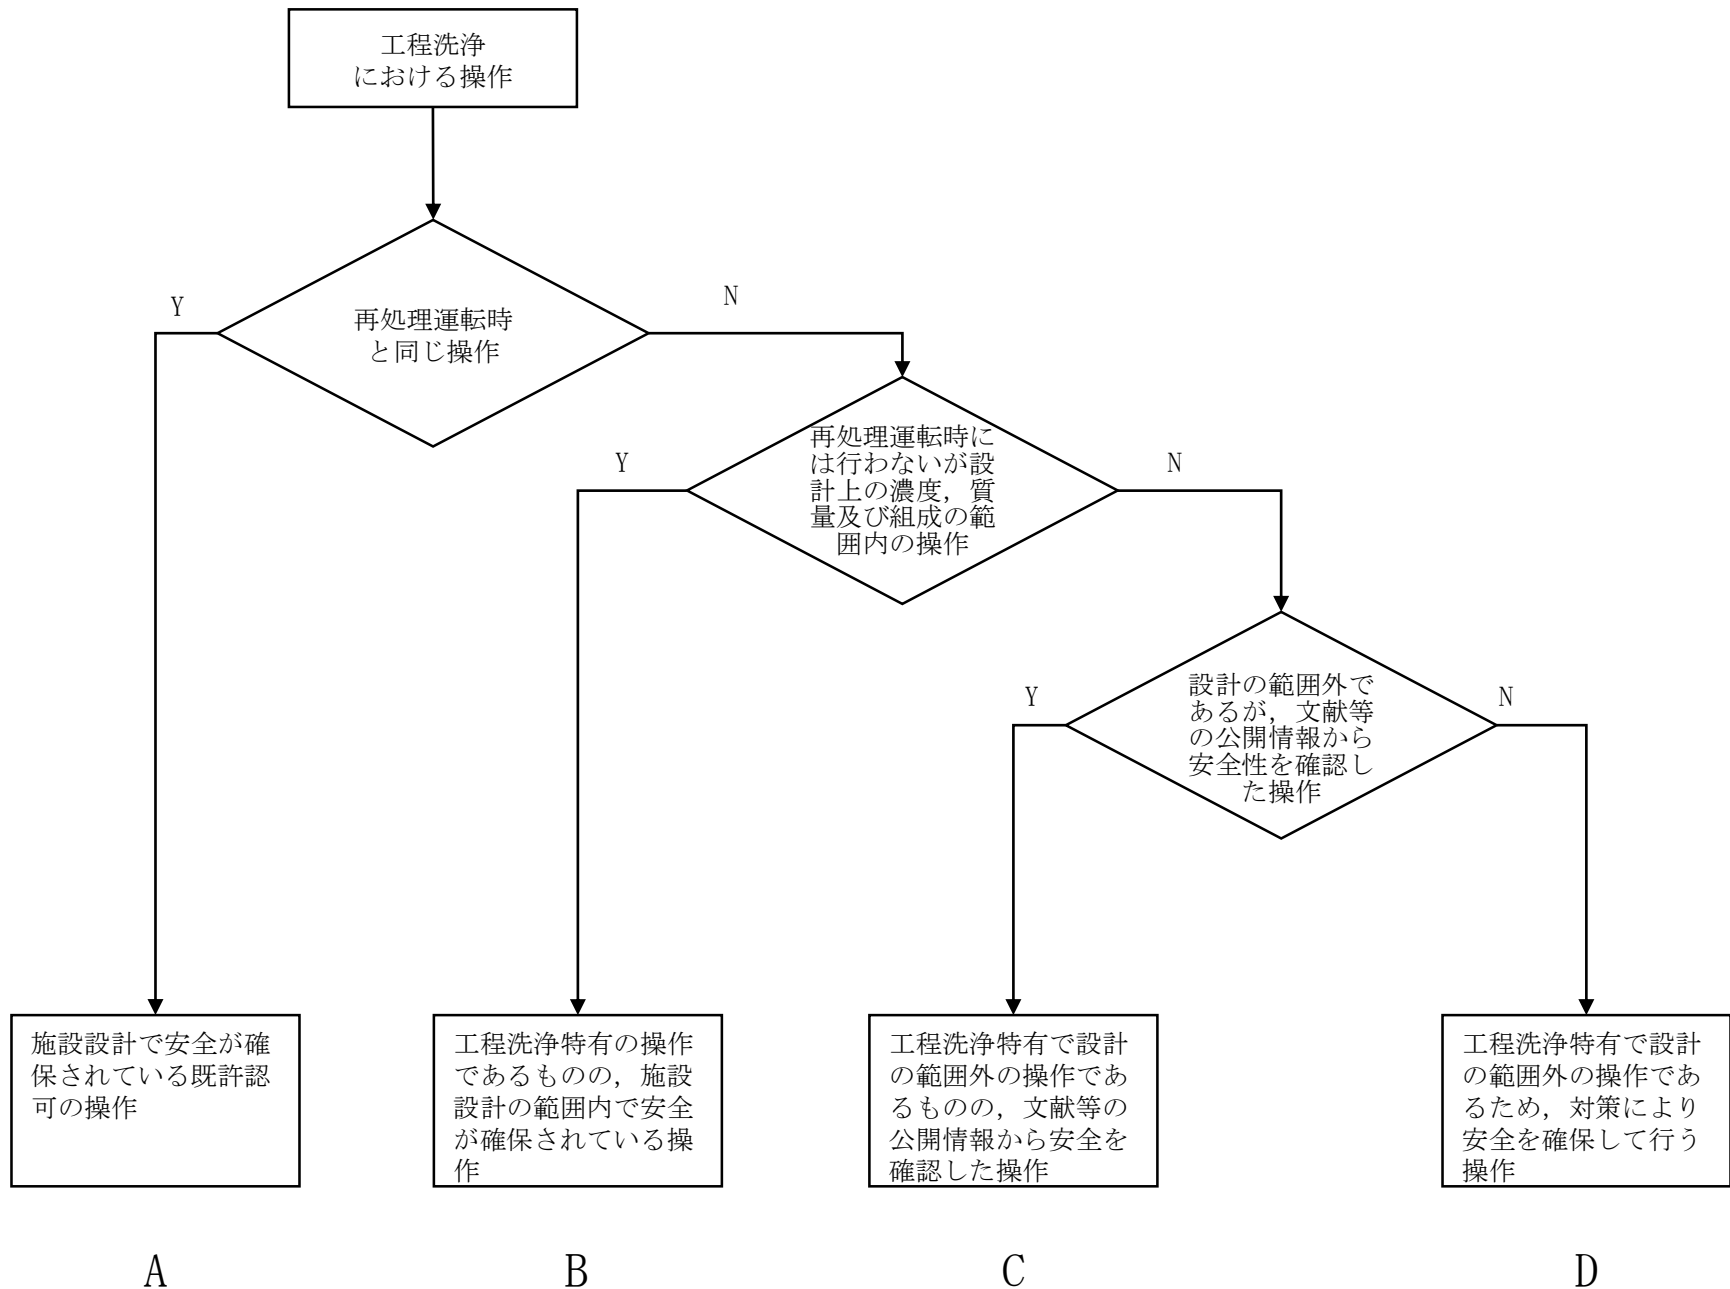 工程洗浄
における操作
Y
N
再処理運転時
と同じ操作
Y
N
再処理運転時に
は行わないが設
計上の濃度，質
量及び組成の範
囲内の操作
Y
N
設計の範囲外で
あるが，文献等
の公開情報から
安全性を確認し
た操作
施設設計で安全が確
保されている既許認
可の操作
工程洗浄特有の操作
であるものの，施設
設計の範囲内で安全
が確保されている操
作
工程洗浄特有で設計
の範囲外の操作であ
るものの，文献等の
公開情報から安全を
確認した操作
工程洗浄特有で設計
の範囲外の操作であ
るため，対策により
安全を確保して行う
操作
A
B
C
D